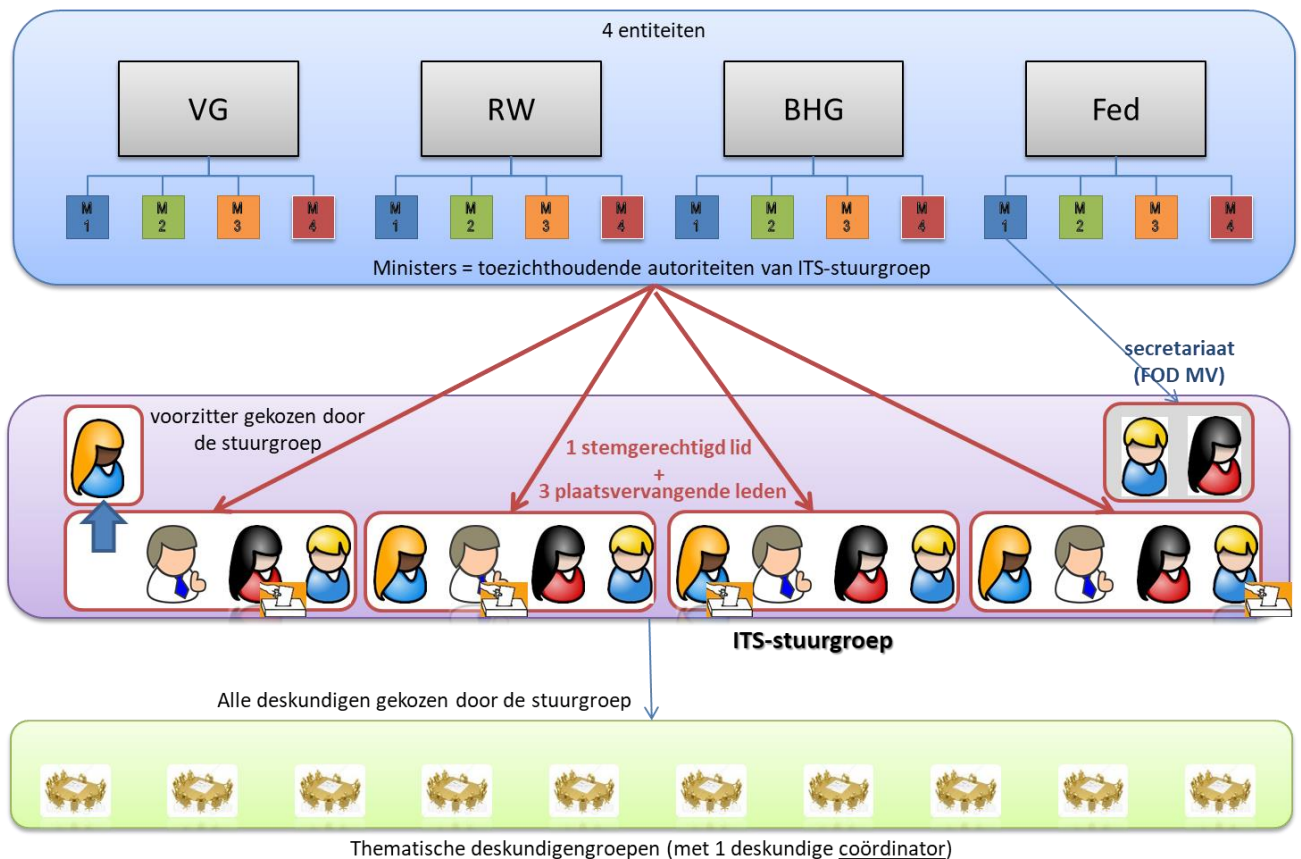 4 entiteiten
VG
RW
BHG
Fed
M
1
M
2
M
3
M
4
M
1
M
2
M
3
M
4
M
1
M
2
M
3
M
4
M
1
M
2
M
3
M
4
Ministers = toezichthoudende autoriteiten van ITS-stuurgroep
secretariaat
(FOD MV)
voorzitter gekozen door
de stuurgroep
1 stemgerechtigd lid
+
3 plaatsvervangende leden
ITS-stuurgroep
Alle deskundigen gekozen door de stuurgroep
Thematische deskundigengroepen (met 1 deskundige coördinator)